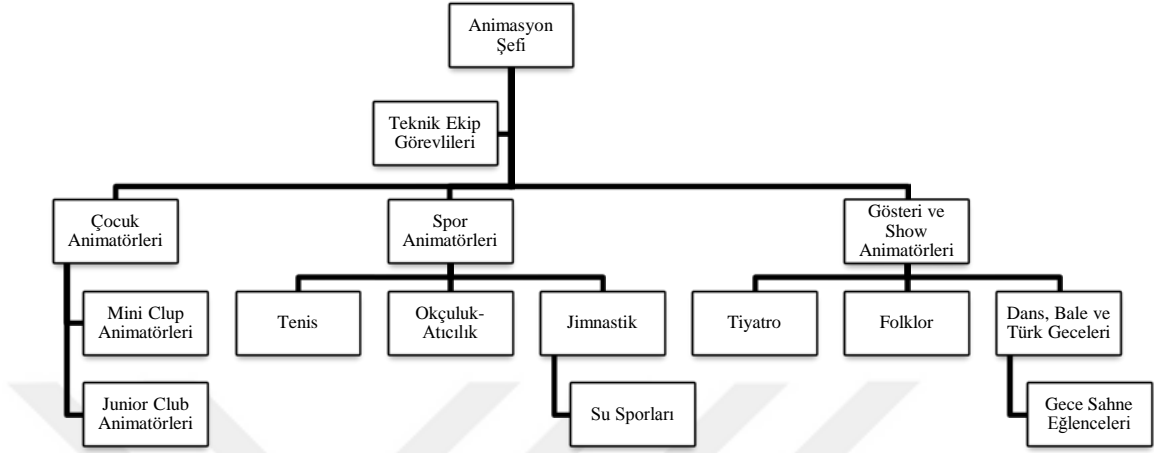 Animasyon
Şefi
Teknik Ekip
Görevlileri
Çocuk
Animatörleri
Spor
Animatörleri
Gösteri ve
Show
Animatörleri
Mini Clup
Animatörleri
Tenis
Okçuluk-
Atıcılık
Jimnastik
Tiyatro
Folklor
Dans, Bale ve
Türk Geceleri
Junior Club
Animatörleri
Su Sporları
Gece Sahne
Eğlenceleri